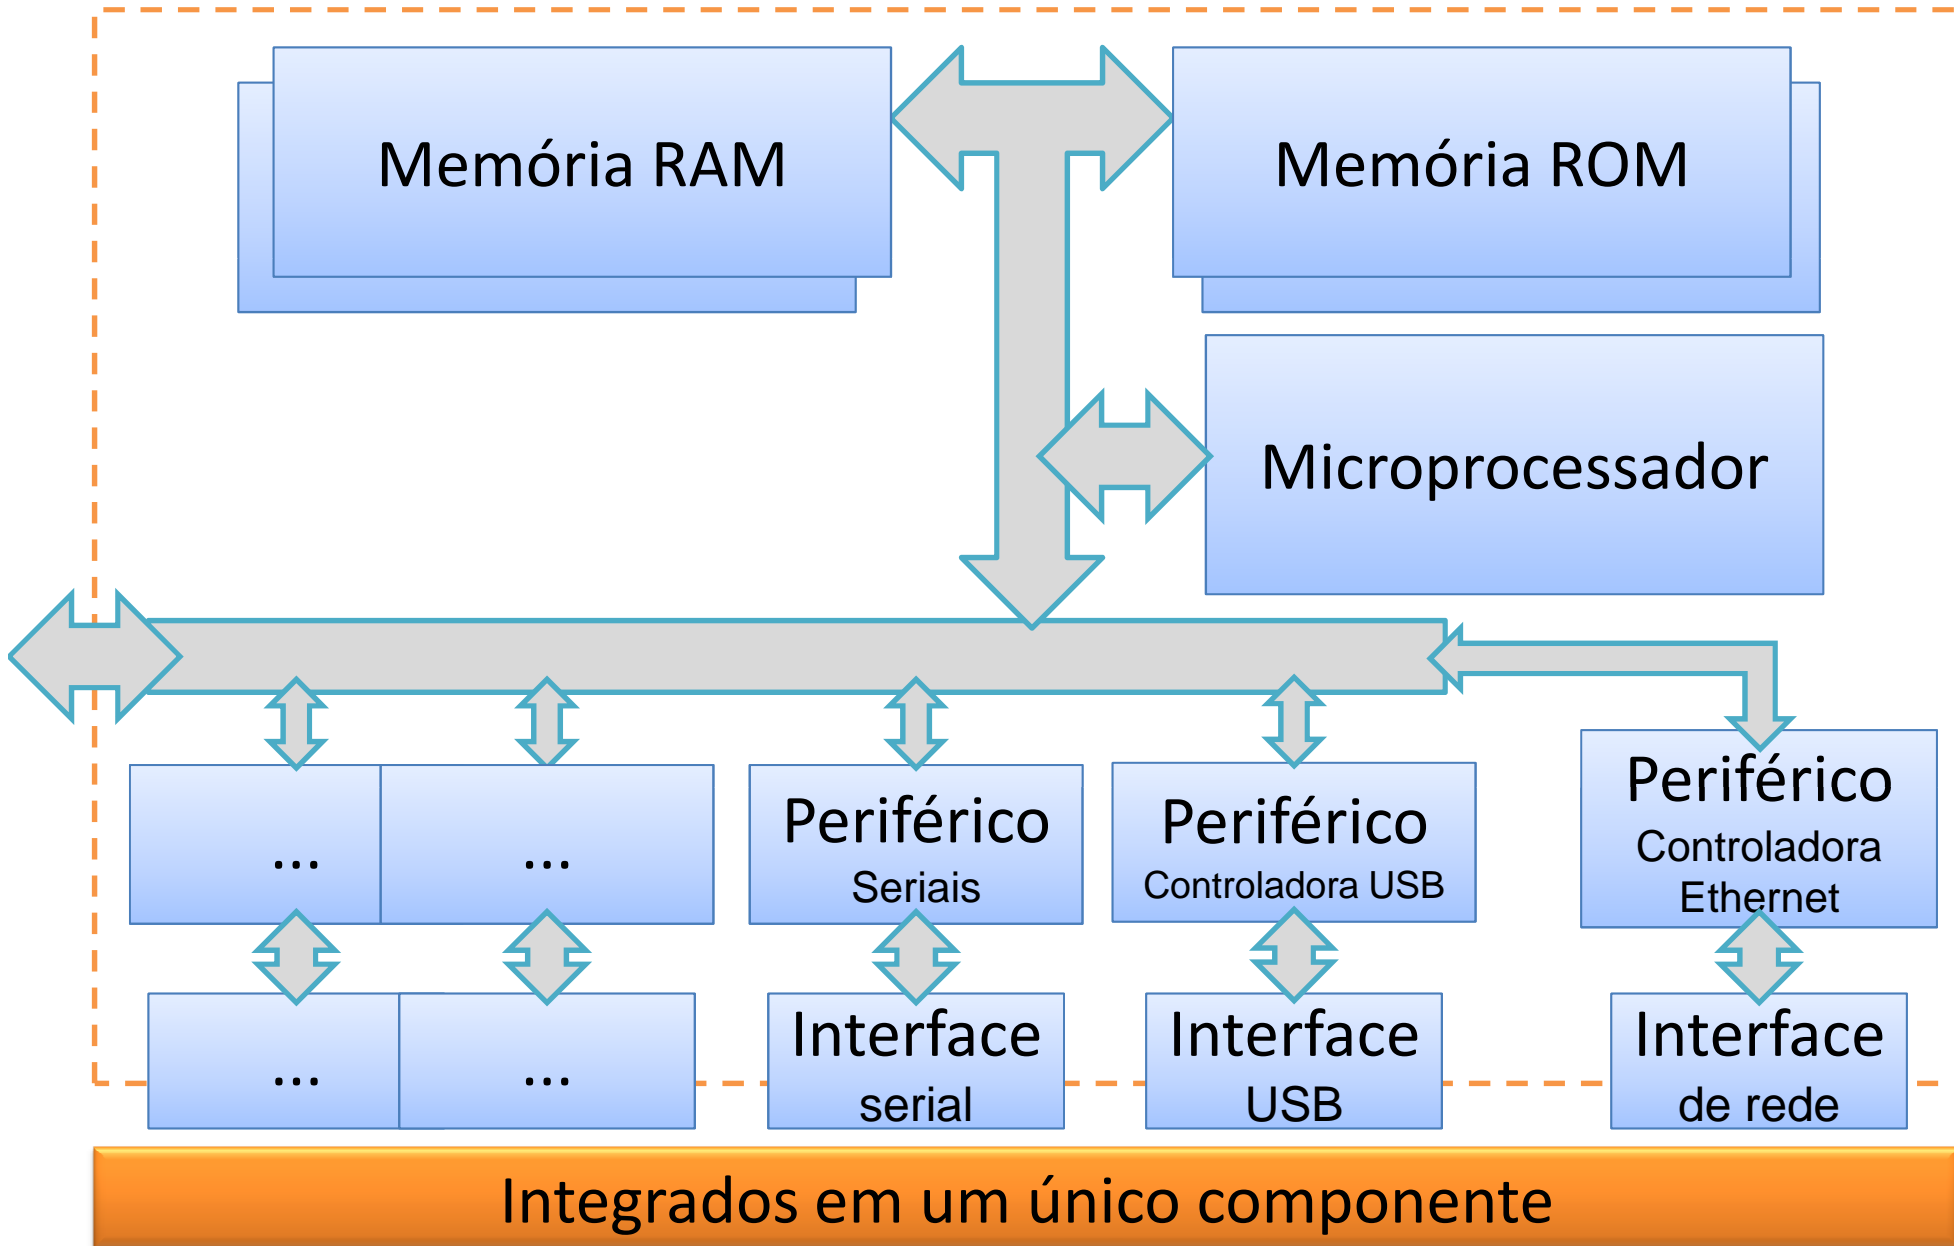 Memória RAM
Memória ROM
Microprocessador
...
...
Periférico
Seriais
Periférico
Controladora USB
Periférico
Controladora
Ethernet
...
...
Interface
serial
Interface
USB
Interface
de rede
Integrados em um único componente